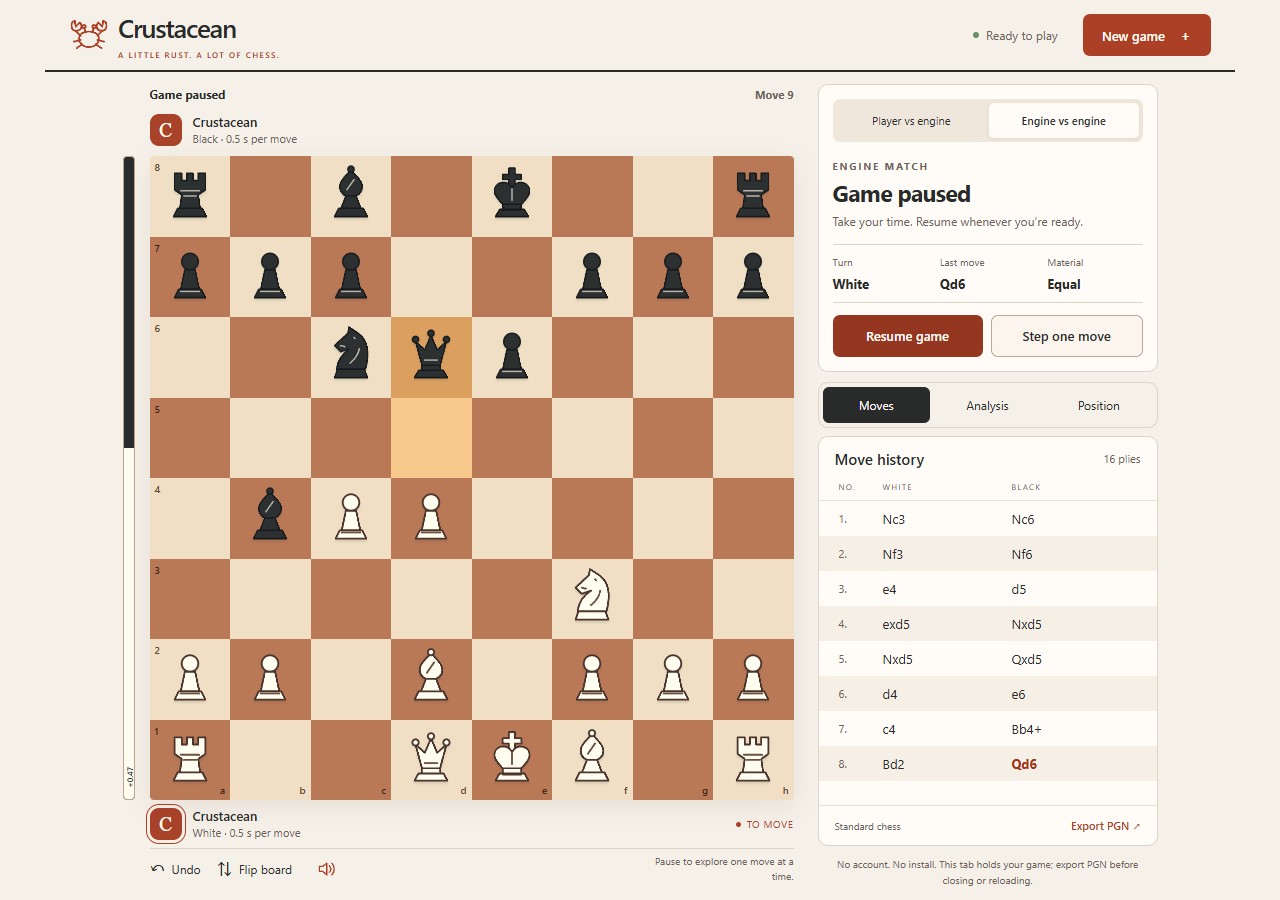 Crustacean
A LITTLE RUST. A LOT OF CHESS.
Ready to play
New game +
Game paused
Move 9
C
Crustacean
Black · 0.5 s per move
8
7
6
5
4
3
2
1
a
b
c
d
e
f
g
h
+0.47
C
Crustacean
White · 0.5 s per move
TO MOVE
Undo
Flip board
Pause to explore one move at a
time.
Player vs engine
Engine vs engine
ENGINE MATCH
Game paused
Take your time. Resume whenever you’re ready.
Turn
Last move
Material
White
Qd6
Equal
Resume game
Step one move
Moves
Analysis
Position
Move history
16 plies
NO. WHITE BLACK
1. Nc3 Nc6
2. Nf3 Nf6
3. e4 d5
4. exd5 Nxd5
5. Nxd5 Qxd5
6. d4 e6
7. c4 Bb4+
8. Bd2 Qd6
Standard chess
Export PGN ↗
No account. No install. This tab holds your game; export PGN before
closing or reloading.